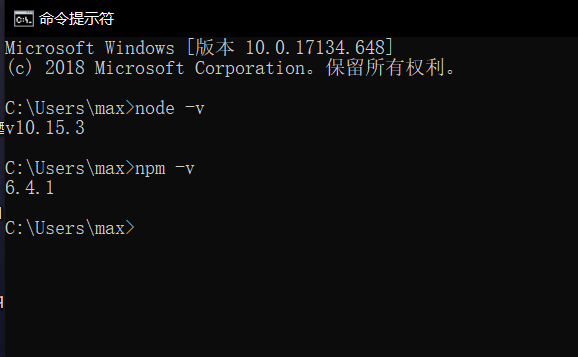 命令提示符
Microsoft Windows [版本 10.0.17134.648]
(c) 2018 Microsoft Corporation。保留所有权利。
C:\Users\max>node -v
v10.15.3
C:\Users\max>npm -v
6.4.1
C:\Users\max>